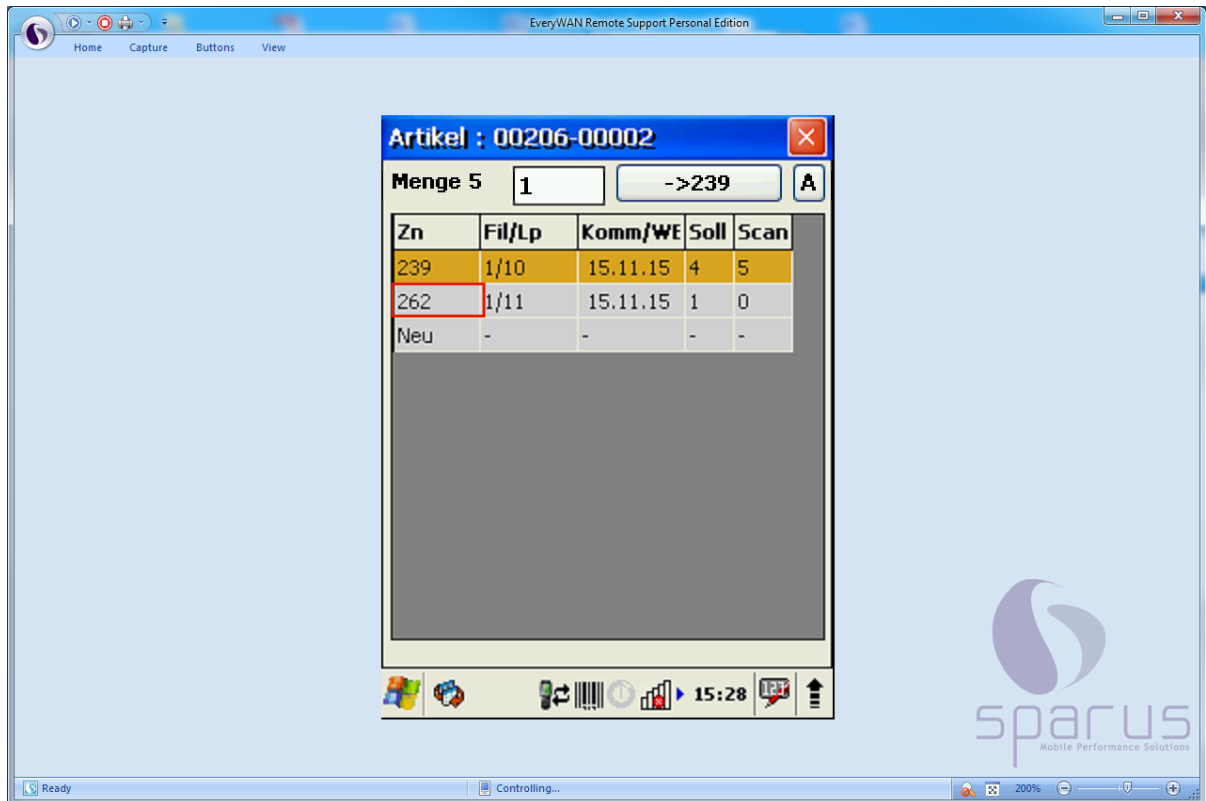 EveryWAN Remote Support Personal Edition
Home Capture Buttons View
Artikel : 00206-00002
Menge 5 1 ->239 A
Zn Fil/Lp Komm/WE Soll Scan
239 1/10 15.11.15 4 5
262 1/11 15.11.15 1 0
Neu - - - -
15:28 123
sparus
Mobile Performance Solutions
Ready Controlling... 200%